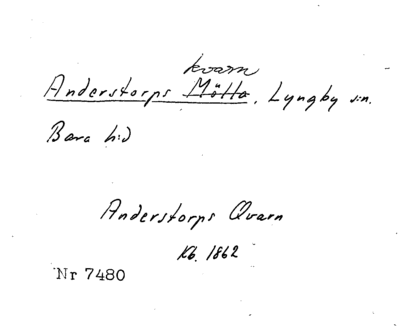 kvarn
Anderstorps Mölla, Lyngby s:n.
Bara h:d
Anderstorps Qvarn
Kb. 1862
Nr 7480